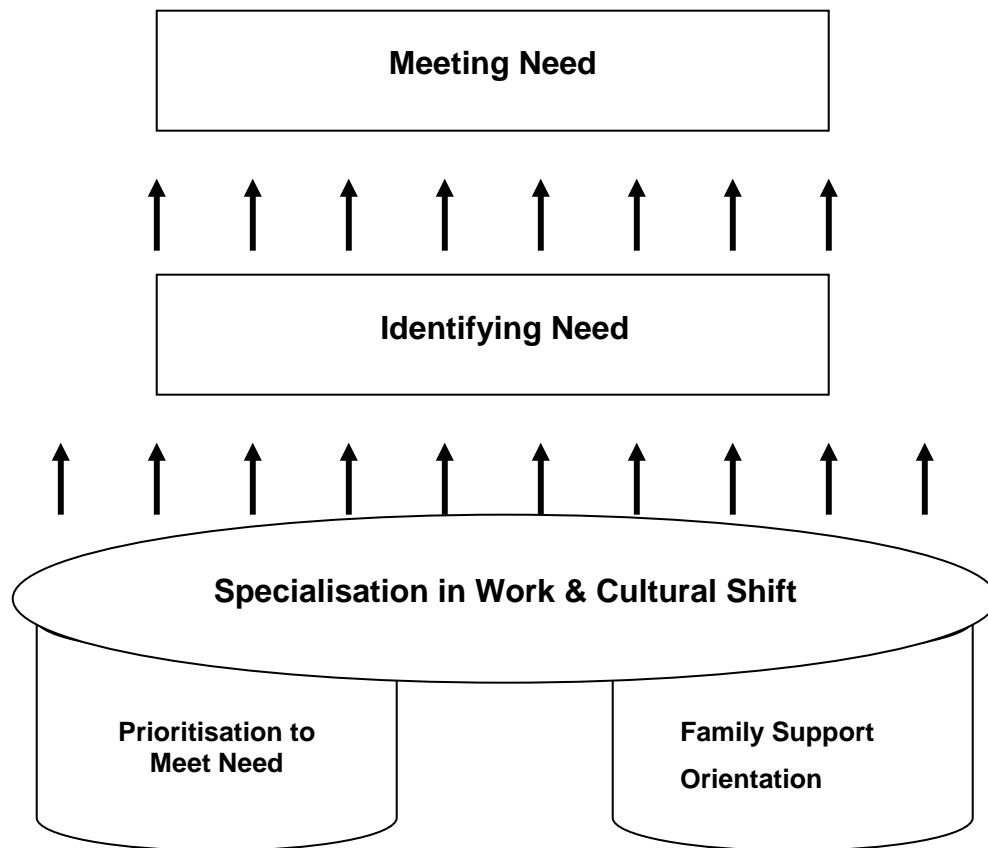 Meeting Need
Identifying Need
Specialisation in Work & Cultural Shift
Prioritisation to
Meet Need
Family Support
Orientation